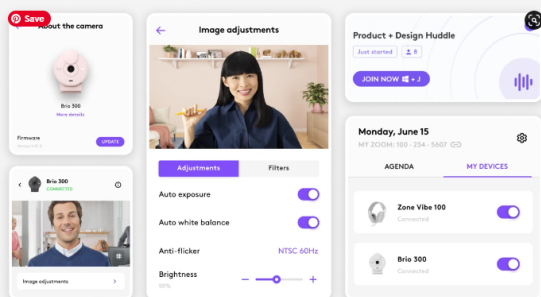 Save
About the camera
Brio 300
More details
Firmware
UPDATE
Brio 300
CONNECTED
Image adjustments
Image adjustments
Adjustments
Filters
Auto exposure
Auto white balance
Anti-flicker
NTSC 60Hz
Brightness
50%
Product + Design Huddle
Just started
8
JOIN NOW + J
Monday, June 15
MY ZOOM: 100 - 254 - 5607
AGENDA
MY DEVICES
Zone Vibe 100
Connected
Brio 300
Connected